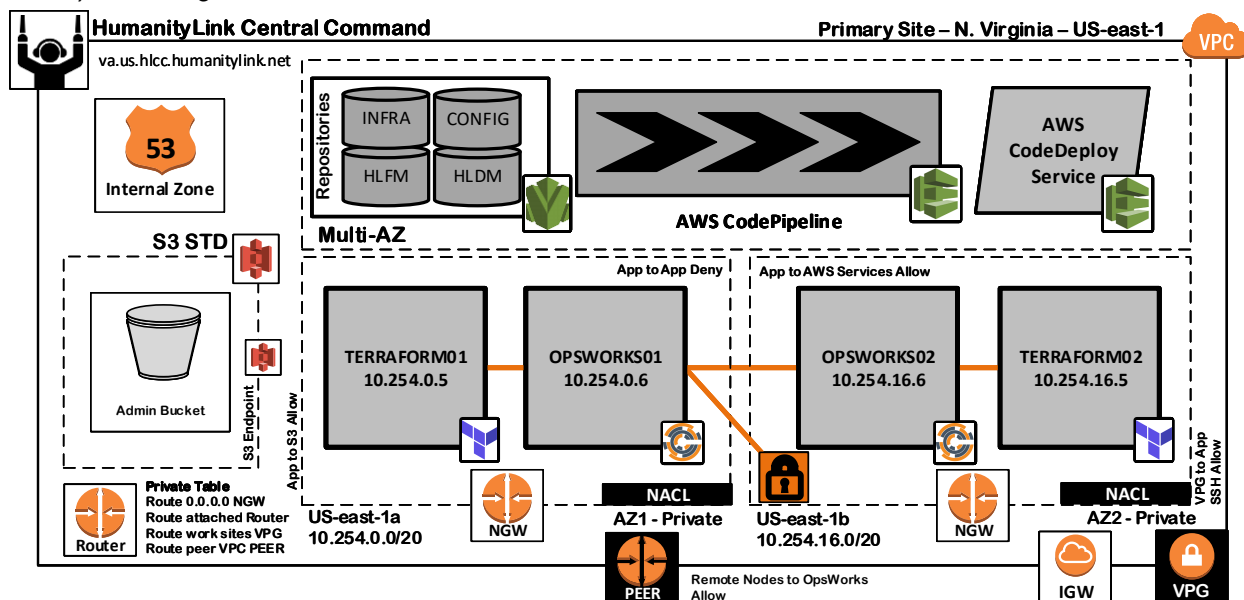 HumanityLink Central Command
Primary Site – N. Virginia – US-east-1
VPC
va.us.hlcc.humanitylink.net
53
Internal Zone
Repositories
INFRA
CONFIG
HLFM
HLDM
Multi-AZ
AWS CodePipeline
AWS
CodeDeploy
Service
S3 STD
Admin Bucket
S3 Endpoint
App to S3 Allow
App to App Deny
App to AWS Services Allow
TERRAFORM01
10.254.0.5
OPSWORKS01
10.254.0.6
OPSWORKS02
10.254.16.6
TERRAFORM02
10.254.16.5
VPG to App
SSH Allow
Router
Private Table
Route 0.0.0.0 NGW
Route attached Router
Route work sites VPG
Route peer VPC PEER
US-east-1a
10.254.0.0/20
NGW
NACL
AZ1 - Private
US-east-1b
10.254.16.0/20
NGW
NACL
AZ2 - Private
PEER
Remote Nodes to OpsWorks
Allow
IGW
VPG